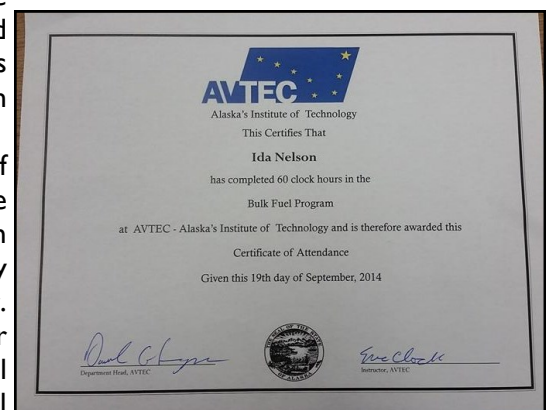 AVTEC
Alaska's Institute of Technology
This Certifies That
Ida Nelson
has completed 60 clock hours in the
Bulk Fuel Program
at AVTEC - Alaska's Institute of Technology and is therefore awarded this
Certificate of Attendance
Given this 19th day of September, 2014
Department Head, AVTEC
Instructor, AVTEC